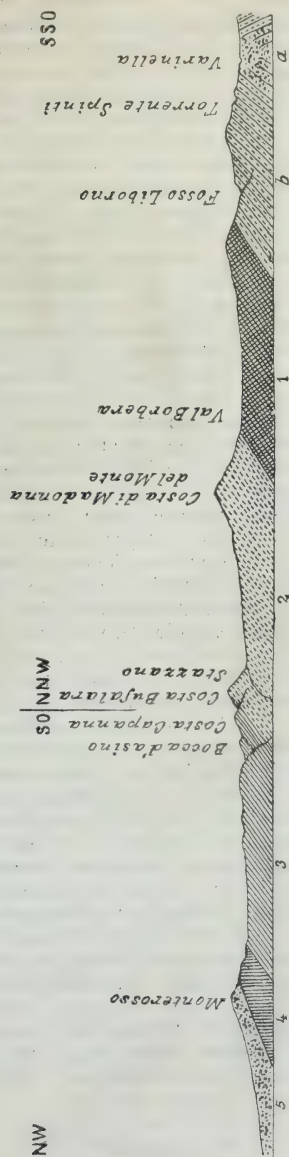 NW
SO NNW
SSO
Monterosso
Bocca d'asino
Costa Capanna
Costa Bufalara
Stazzano
Costa di Madonna
del Monte
Val Borbera
Fosso Liborno
Torrente Spinti
Varinella
5 4 3 2 1 b a